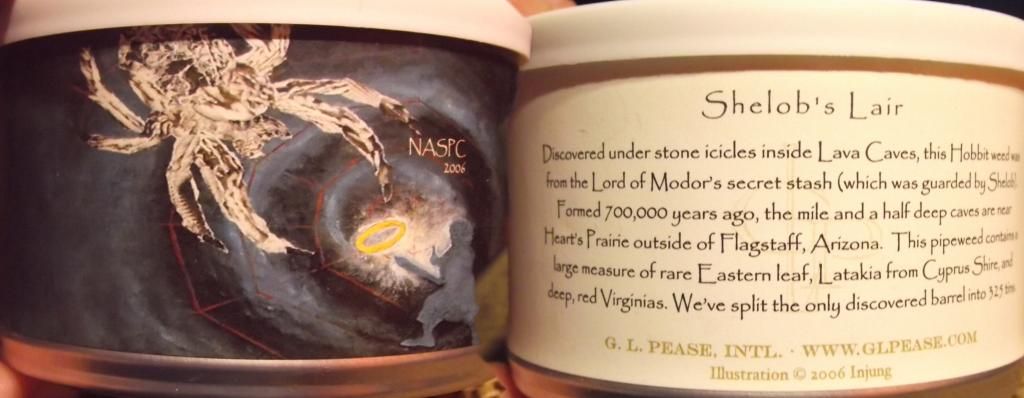 NASPC
2006
Shelob's Lair
Discovered under stone icicles inside Lava Caves, this Hobbit weed was
from the Lord of Modor's secret stash (which was guarded by Shelob).
Formed 700,000 years ago, the mile and a half deep caves are near
Heart's Prairie outside of Flagstaff, Arizona. This pipeweed contains a
large measure of rare Eastern leaf, Latakia from Cyprus Shire, and
deep, red Virginias. We've split the only discovered barrel into 325 tins
G. L. PEASE, INTL. · WWW.GLPEASE.COM
Illustration © 2006 Injung